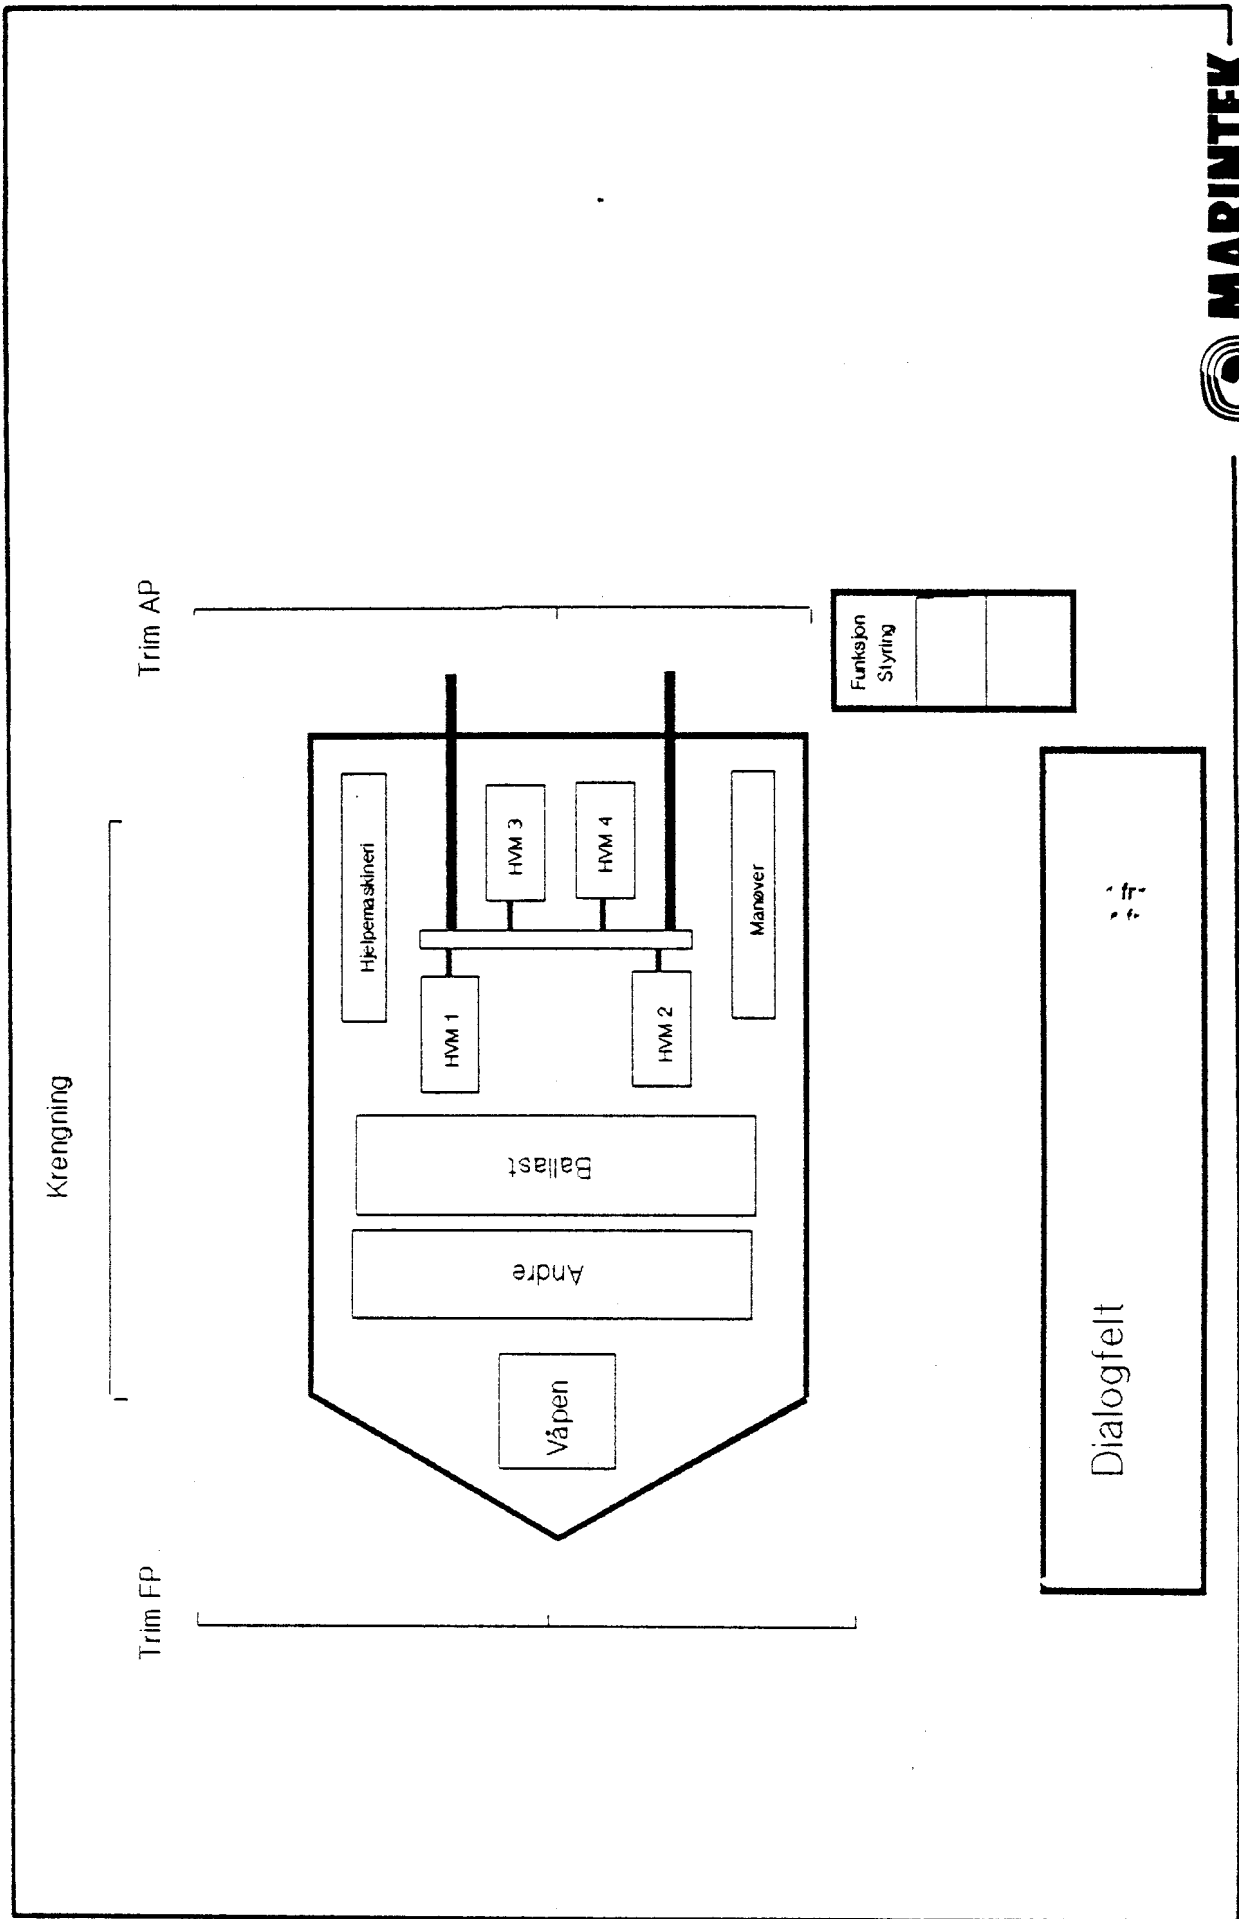 MARINTEK
Krengning
Trim FP
Trim AP
Hjelpemaskineri
HVM 1
HVM 3
HVM 4
HVM 2
Manøver
Ballast
Andre
Våpen
Funksjon
Styring
Dialogfelt